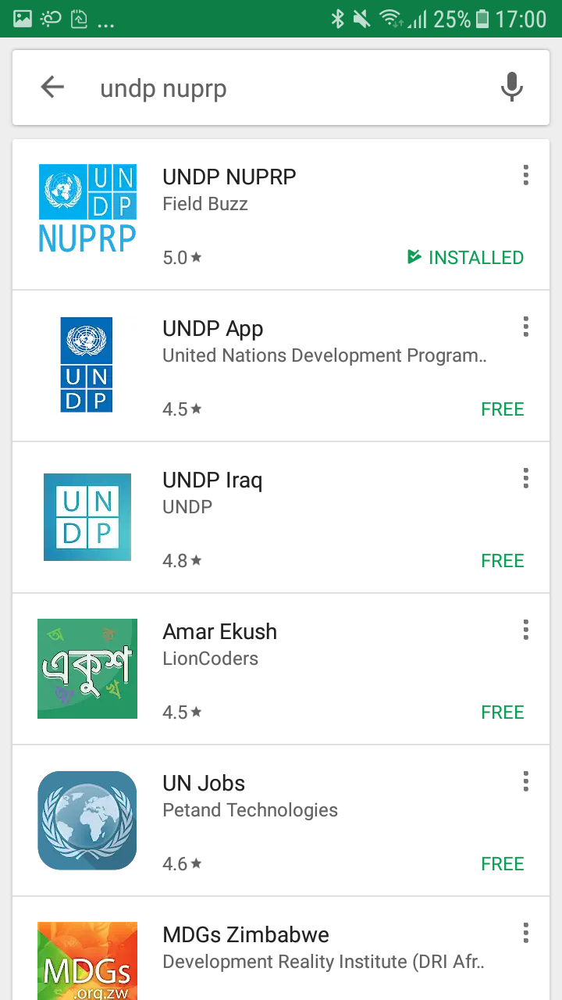 ... 25% 17:00
undp nuprp
UN
DP
NUPRP
UNDP NUPRP
Field Buzz
5.0★ INSTALLED
UN
DP
UNDP App
United Nations Development Program..
4.5★ FREE
UN
DP
UNDP Iraq
UNDP
4.8★ FREE
একুশ
Amar Ekush
LionCoders
4.5★ FREE
UN Jobs
Petand Technologies
4.6★ FREE
MDGs
.org.zw
MDGs Zimbabwe
Development Reality Institute (DRI Afr..